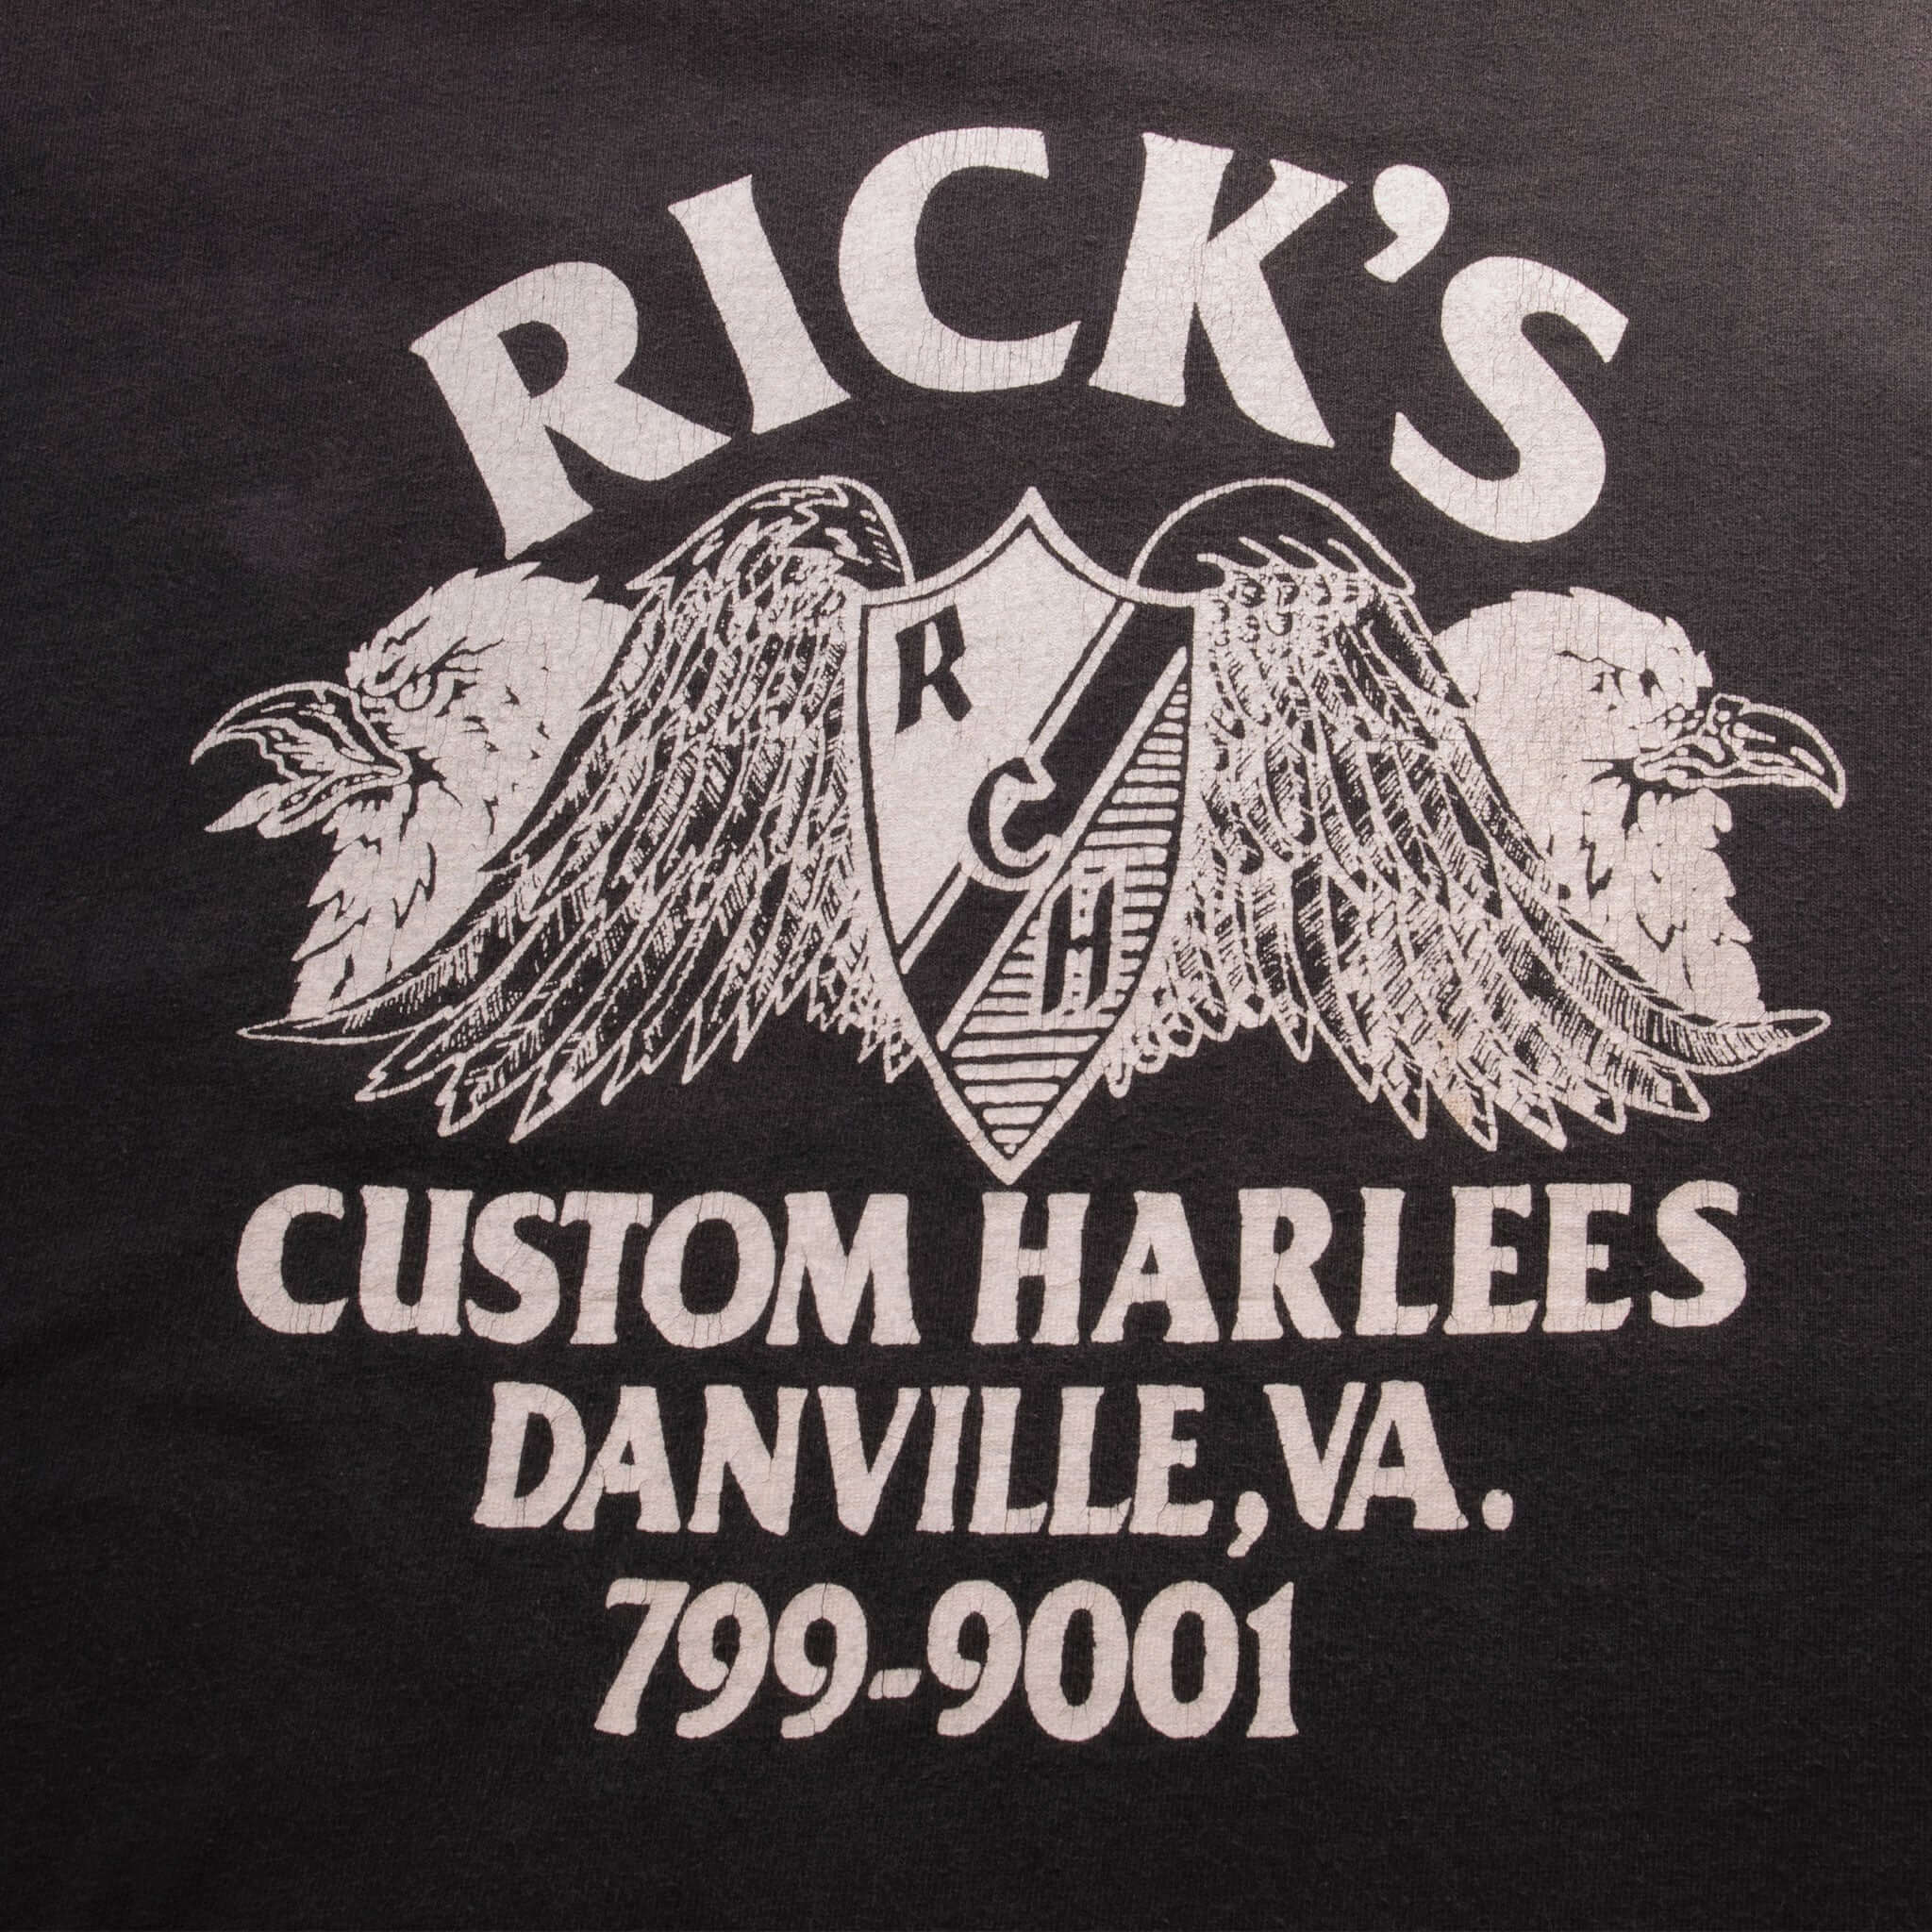 RICK'S
R
C
H
CUSTOM HARLEES
DANVILLE, VA.
799-9001